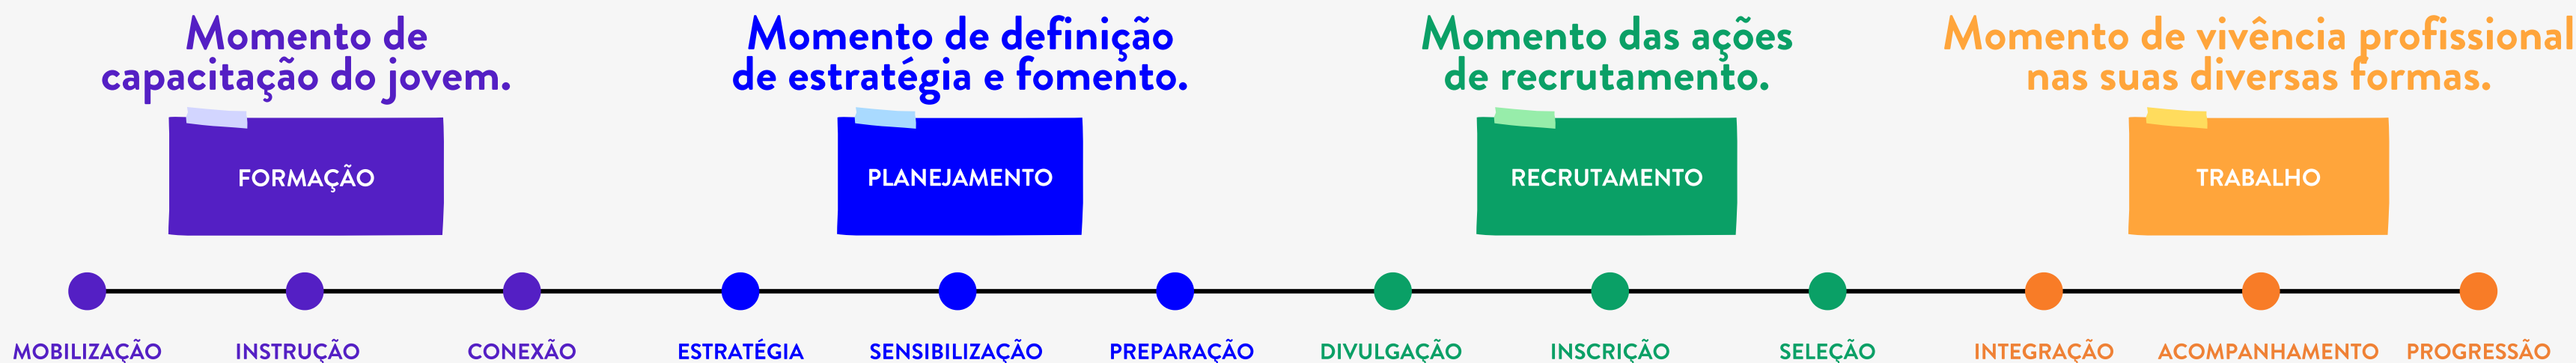 Momento de
capacitação do jovem.
FORMAÇÃO
Momento de definição
de estratégia e fomento.
PLANEJAMENTO
Momento das ações
de recrutamento.
RECRUTAMENTO
Momento de vivência profissional
nas suas diversas formas.
TRABALHO
MOBILIZAÇÃO
INSTRUÇÃO
CONEXÃO
ESTRATÉGIA
SENSIBILIZAÇÃO
PREPARAÇÃO
DIVULGAÇÃO
INSCRIÇÃO
SELEÇÃO
INTEGRAÇÃO
ACOMPANHAMENTO
PROGRESSÃO